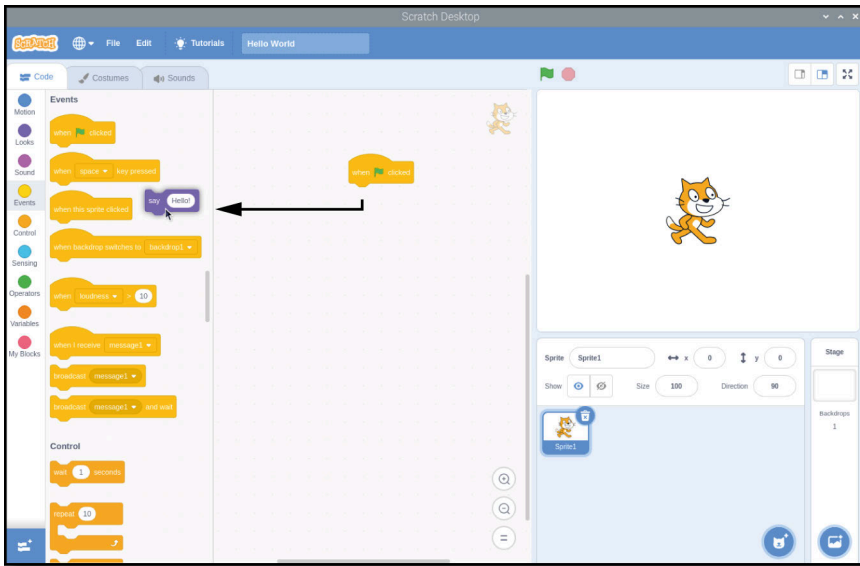 Scratch Desktop
SCRATCH File Edit Tutorials Hello World
Code Costumes Sounds
Motion
Looks
Sound
Events
Control
Sensing
Operators
Variables
My Blocks
Events
when clicked
when space key pressed
when this sprite clicked
say Hello!
when backdrop switches to backdrop1
when loudness > 10
when I receive message1
broadcast message1
broadcast message1 and wait
Control
wait 1 seconds
repeat 10
when clicked
Sprite Sprite1 x 0 y 0
Show Size 100 Direction 90
Sprite1
Stage
Backdrops
1